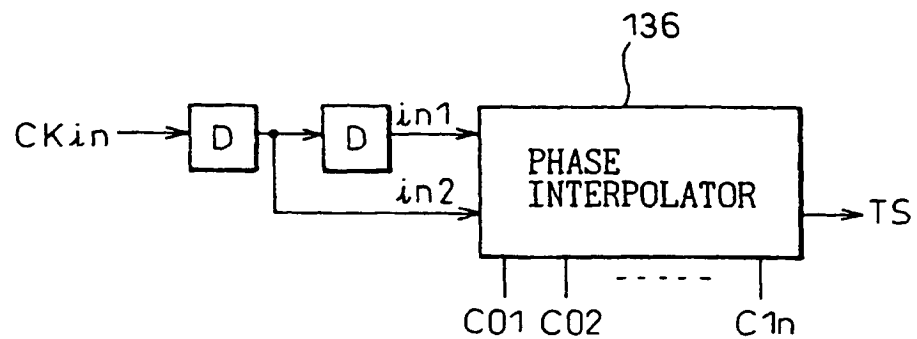 136
CKin
D
D
in1
in2
PHASE
INTERPOLATOR
TS
C01 C02 C1n